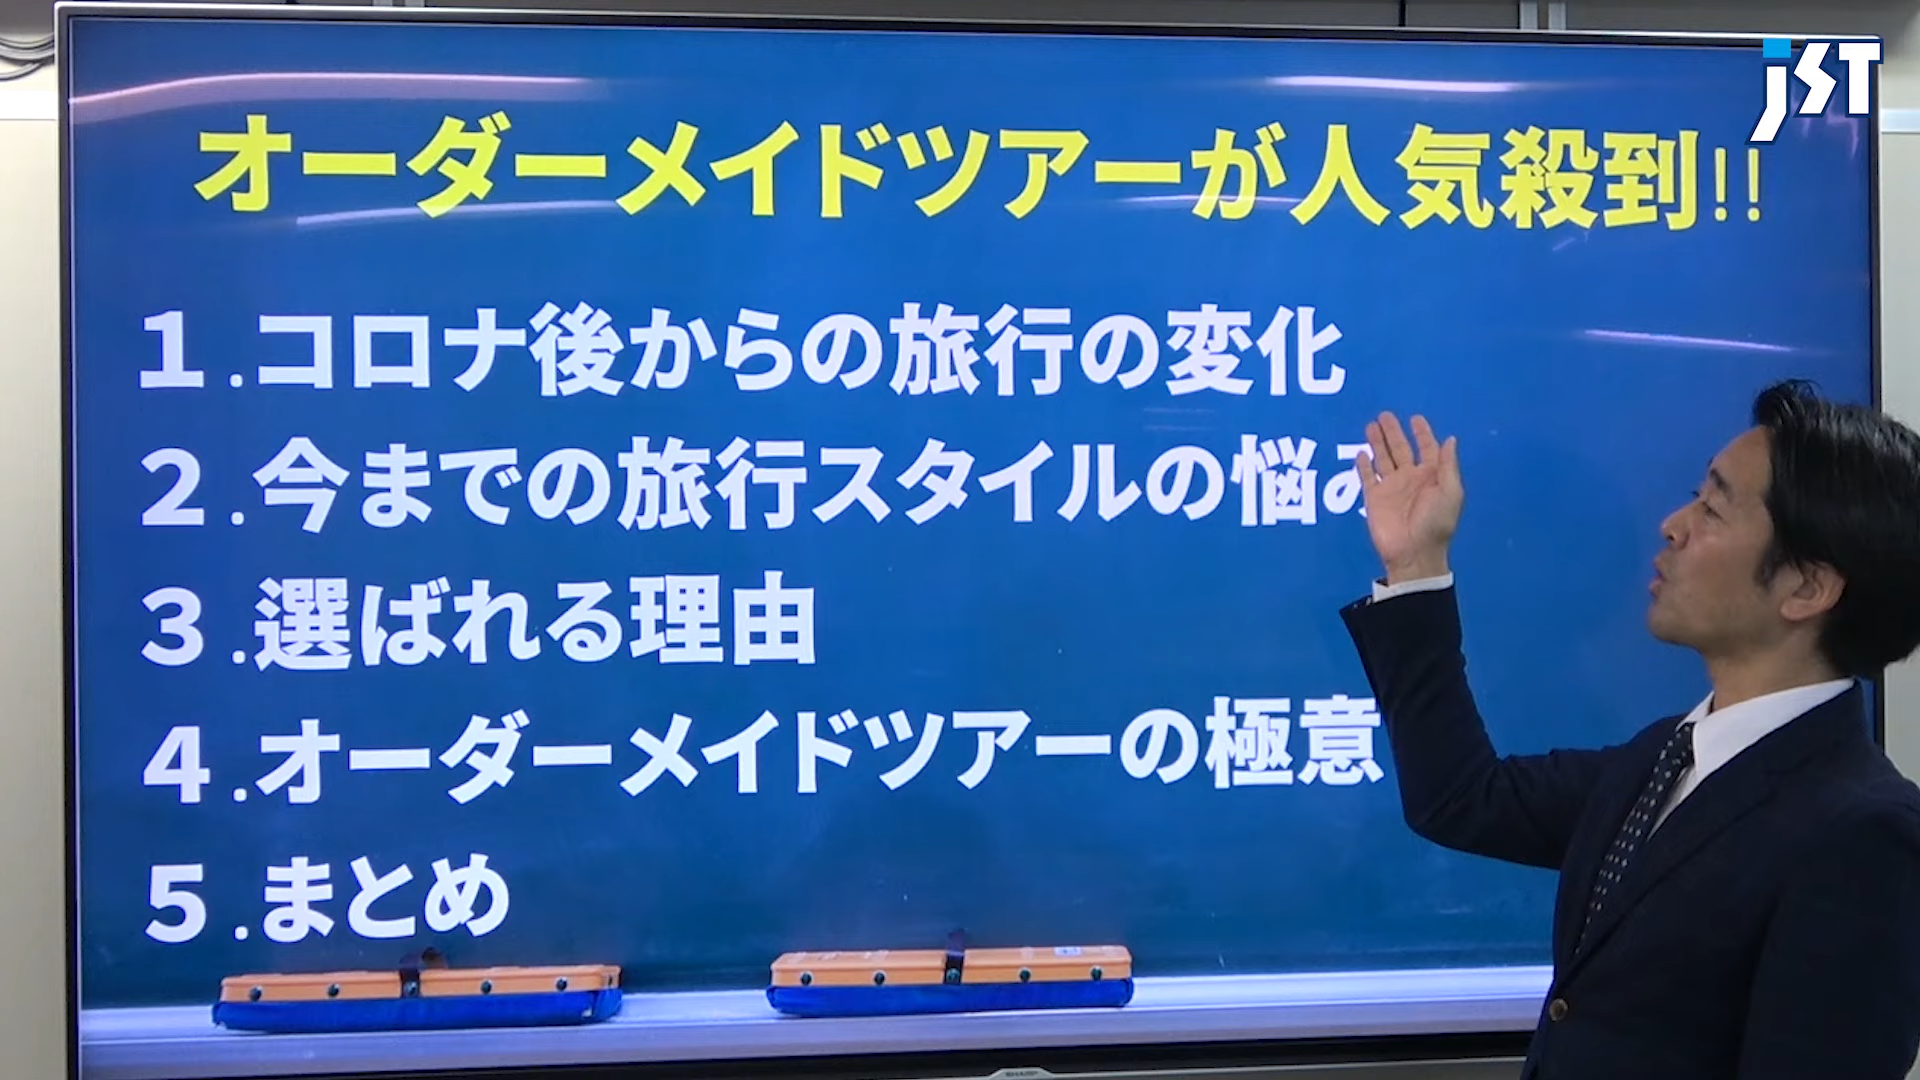 jST
オーダーメイドツアーが人気殺到!!
1.コロナ後からの旅行の変化
2.今までの旅行スタイルの悩み
3.選ばれる理由
4.オーダーメイドツアーの極意
5.まとめ
SHARP